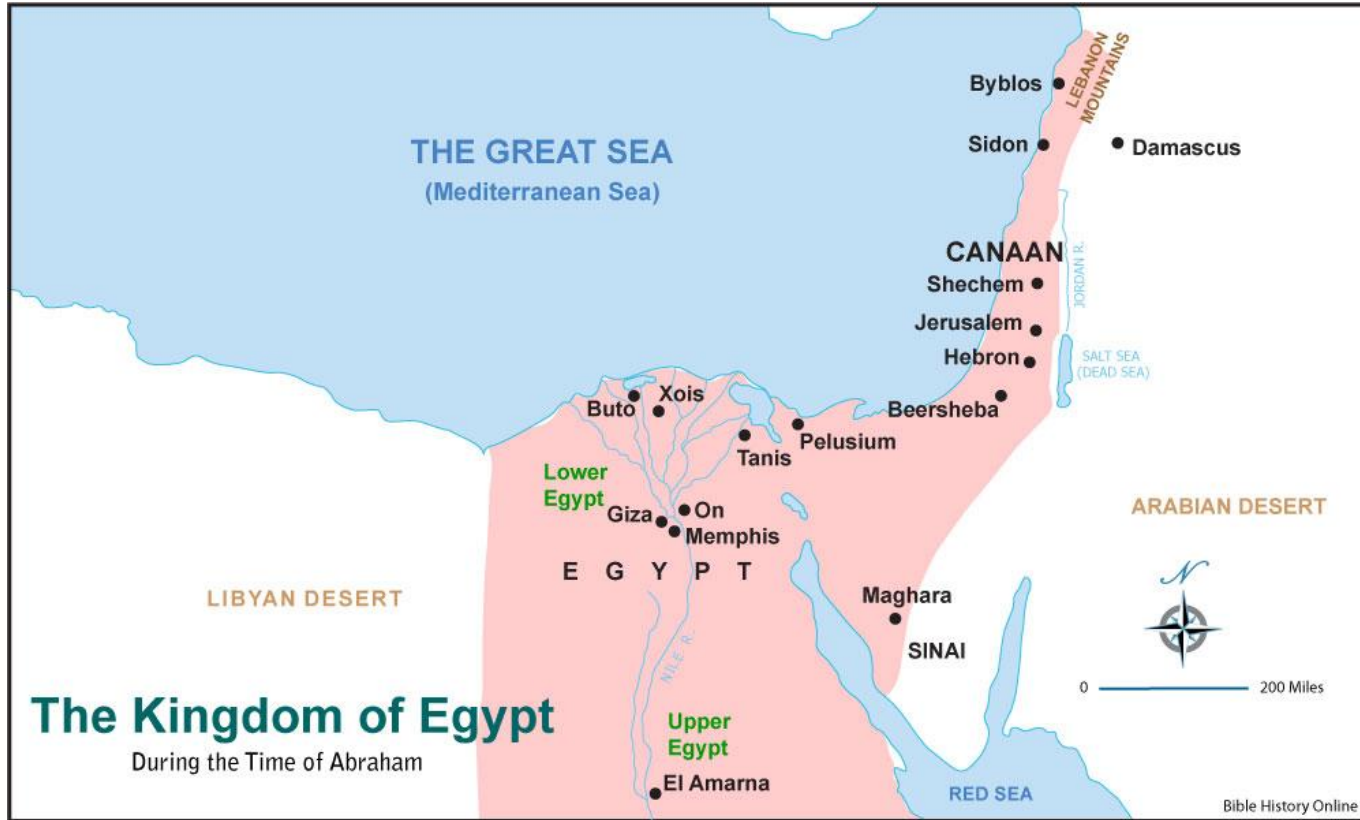 Byblos
LEBANON
MOUNTAINS
THE GREAT SEA
(Mediterranean Sea)
Sidon
Damascus
CANAAN
Shechem
JORDAN R.
Jerusalem
Hebron
SALT SEA
(DEAD SEA)
Beersheba
Buto
Xois
Pelusium
Tanis
Lower
Egypt
Giza
On
Memphis
ARABIAN DESERT
EGYPT
LIBYAN DESERT
N
Maghara
SINAI
NILE R.
0
200 Miles
The Kingdom of Egypt
During the Time of Abraham
Upper
Egypt
El Amarna
RED SEA
Bible History Online